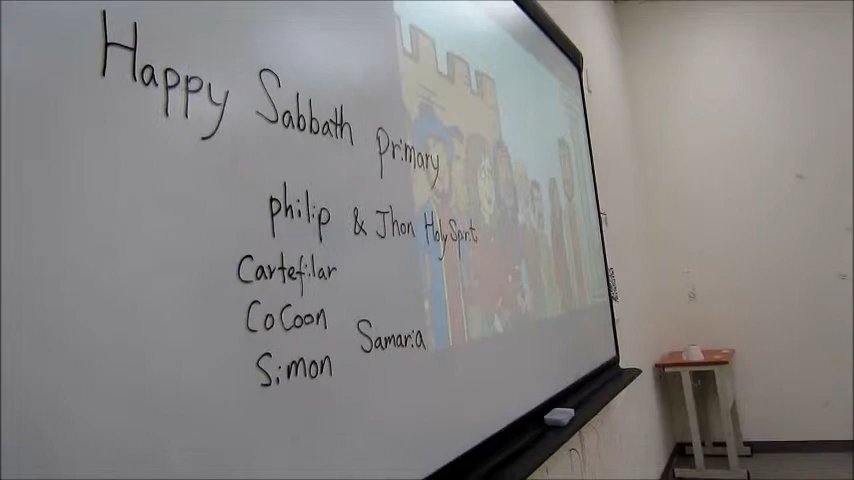 Happy Sabbath primary
philip & Jhon Holy Spirit
Cartefilar
CoCoon
Samaria
Simon